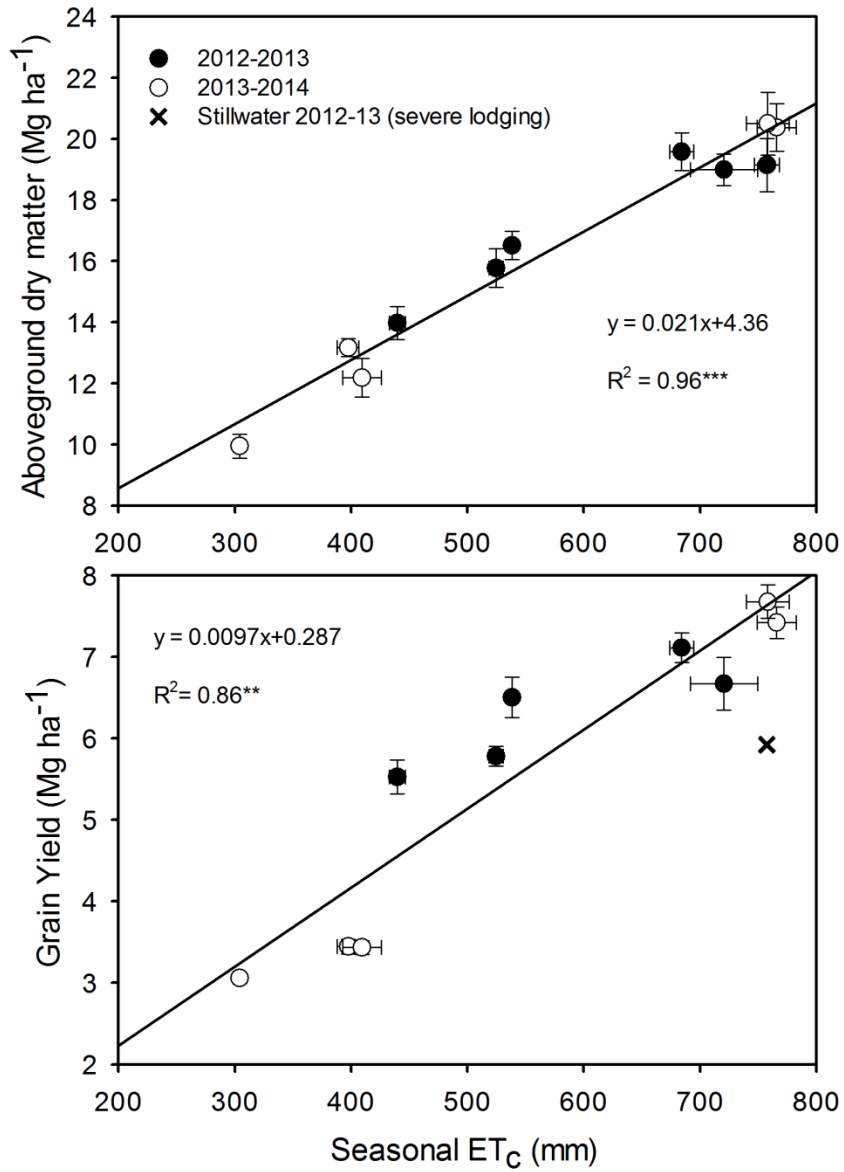 24
22
20
18
16
14
12
10
8
Aboveground dry matter (Mg ha⁻¹)
2012-2013
2013-2014
Stillwater 2012-13 (severe lodging)
y = 0.021x+4.36
R² = 0.96***
200 300 400 500 600 700 800
8
7
6
5
4
3
2
Grain Yield (Mg ha⁻¹)
y = 0.0097x+0.287
R²= 0.86**
200 300 400 500 600 700 800
Seasonal ETc (mm)